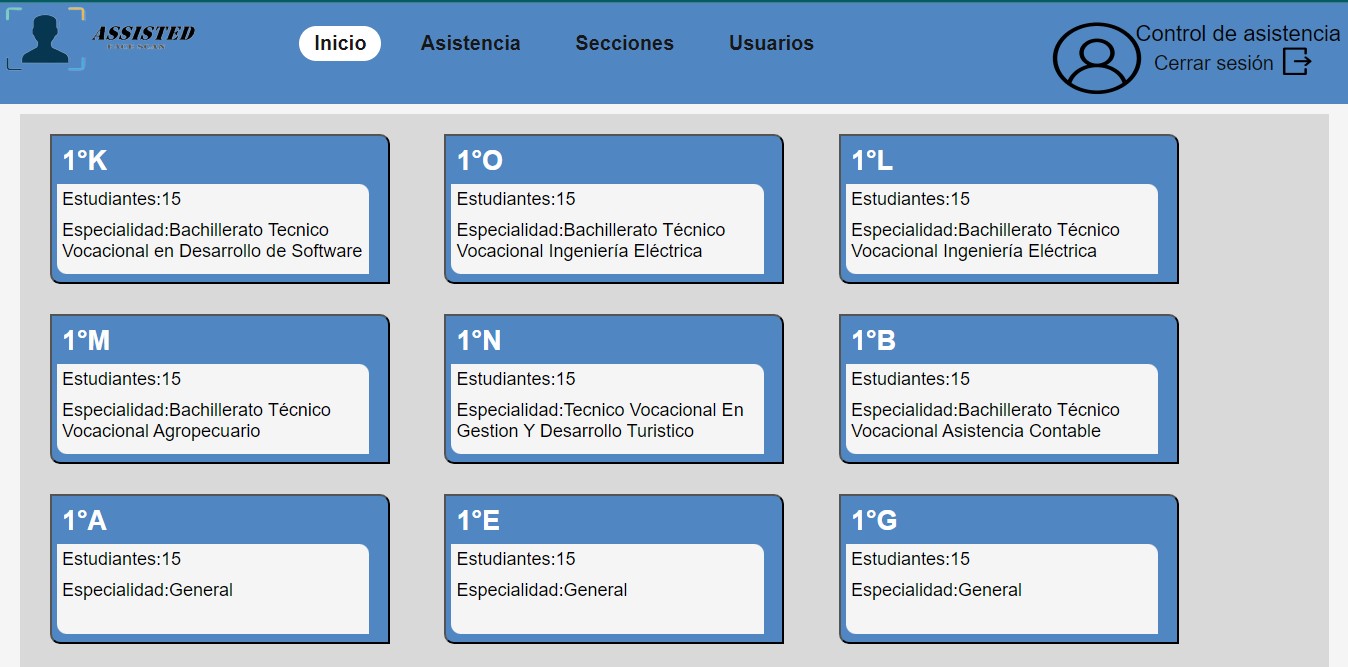 ASSISTED
FACE SCAN
Inicio
Asistencia
Secciones
Usuarios
Control de asistencia
Cerrar sesión
1°K
Estudiantes:15
Especialidad:Bachillerato Tecnico
Vocacional en Desarrollo de Software
1°O
Estudiantes:15
Especialidad:Bachillerato Técnico
Vocacional Ingeniería Eléctrica
1°L
Estudiantes:15
Especialidad:Bachillerato Técnico
Vocacional Ingeniería Eléctrica
1°M
Estudiantes:15
Especialidad:Bachillerato Técnico
Vocacional Agropecuario
1°N
Estudiantes:15
Especialidad:Tecnico Vocacional En
Gestion Y Desarrollo Turistico
1°B
Estudiantes:15
Especialidad:Bachillerato Técnico
Vocacional Asistencia Contable
1°A
Estudiantes:15
Especialidad:General
1°E
Estudiantes:15
Especialidad:General
1°G
Estudiantes:15
Especialidad:General